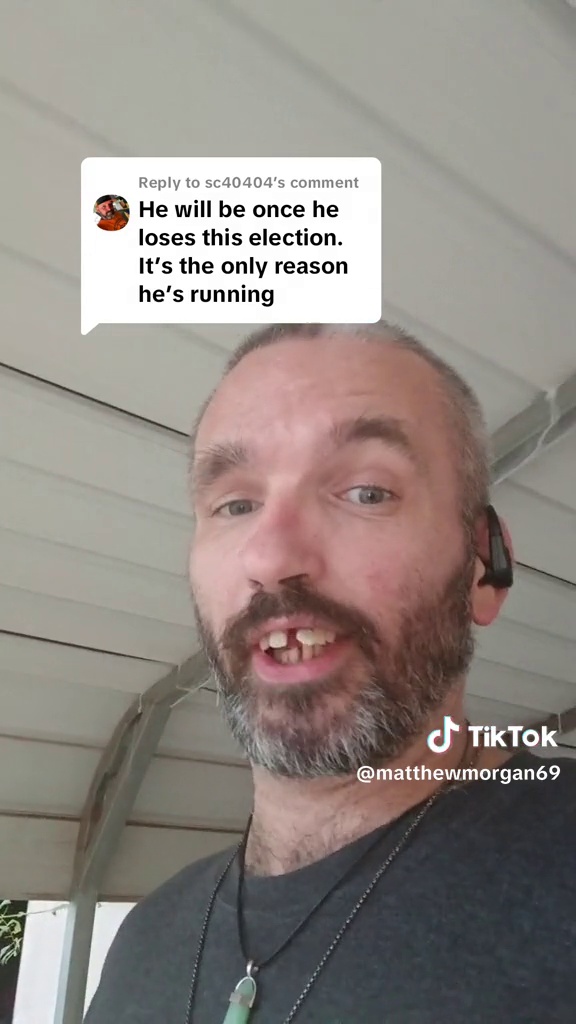 Reply to sc40404's comment
He will be once he
loses this election.
It's the only reason
he's running
TikTok
@matthewmorgan69